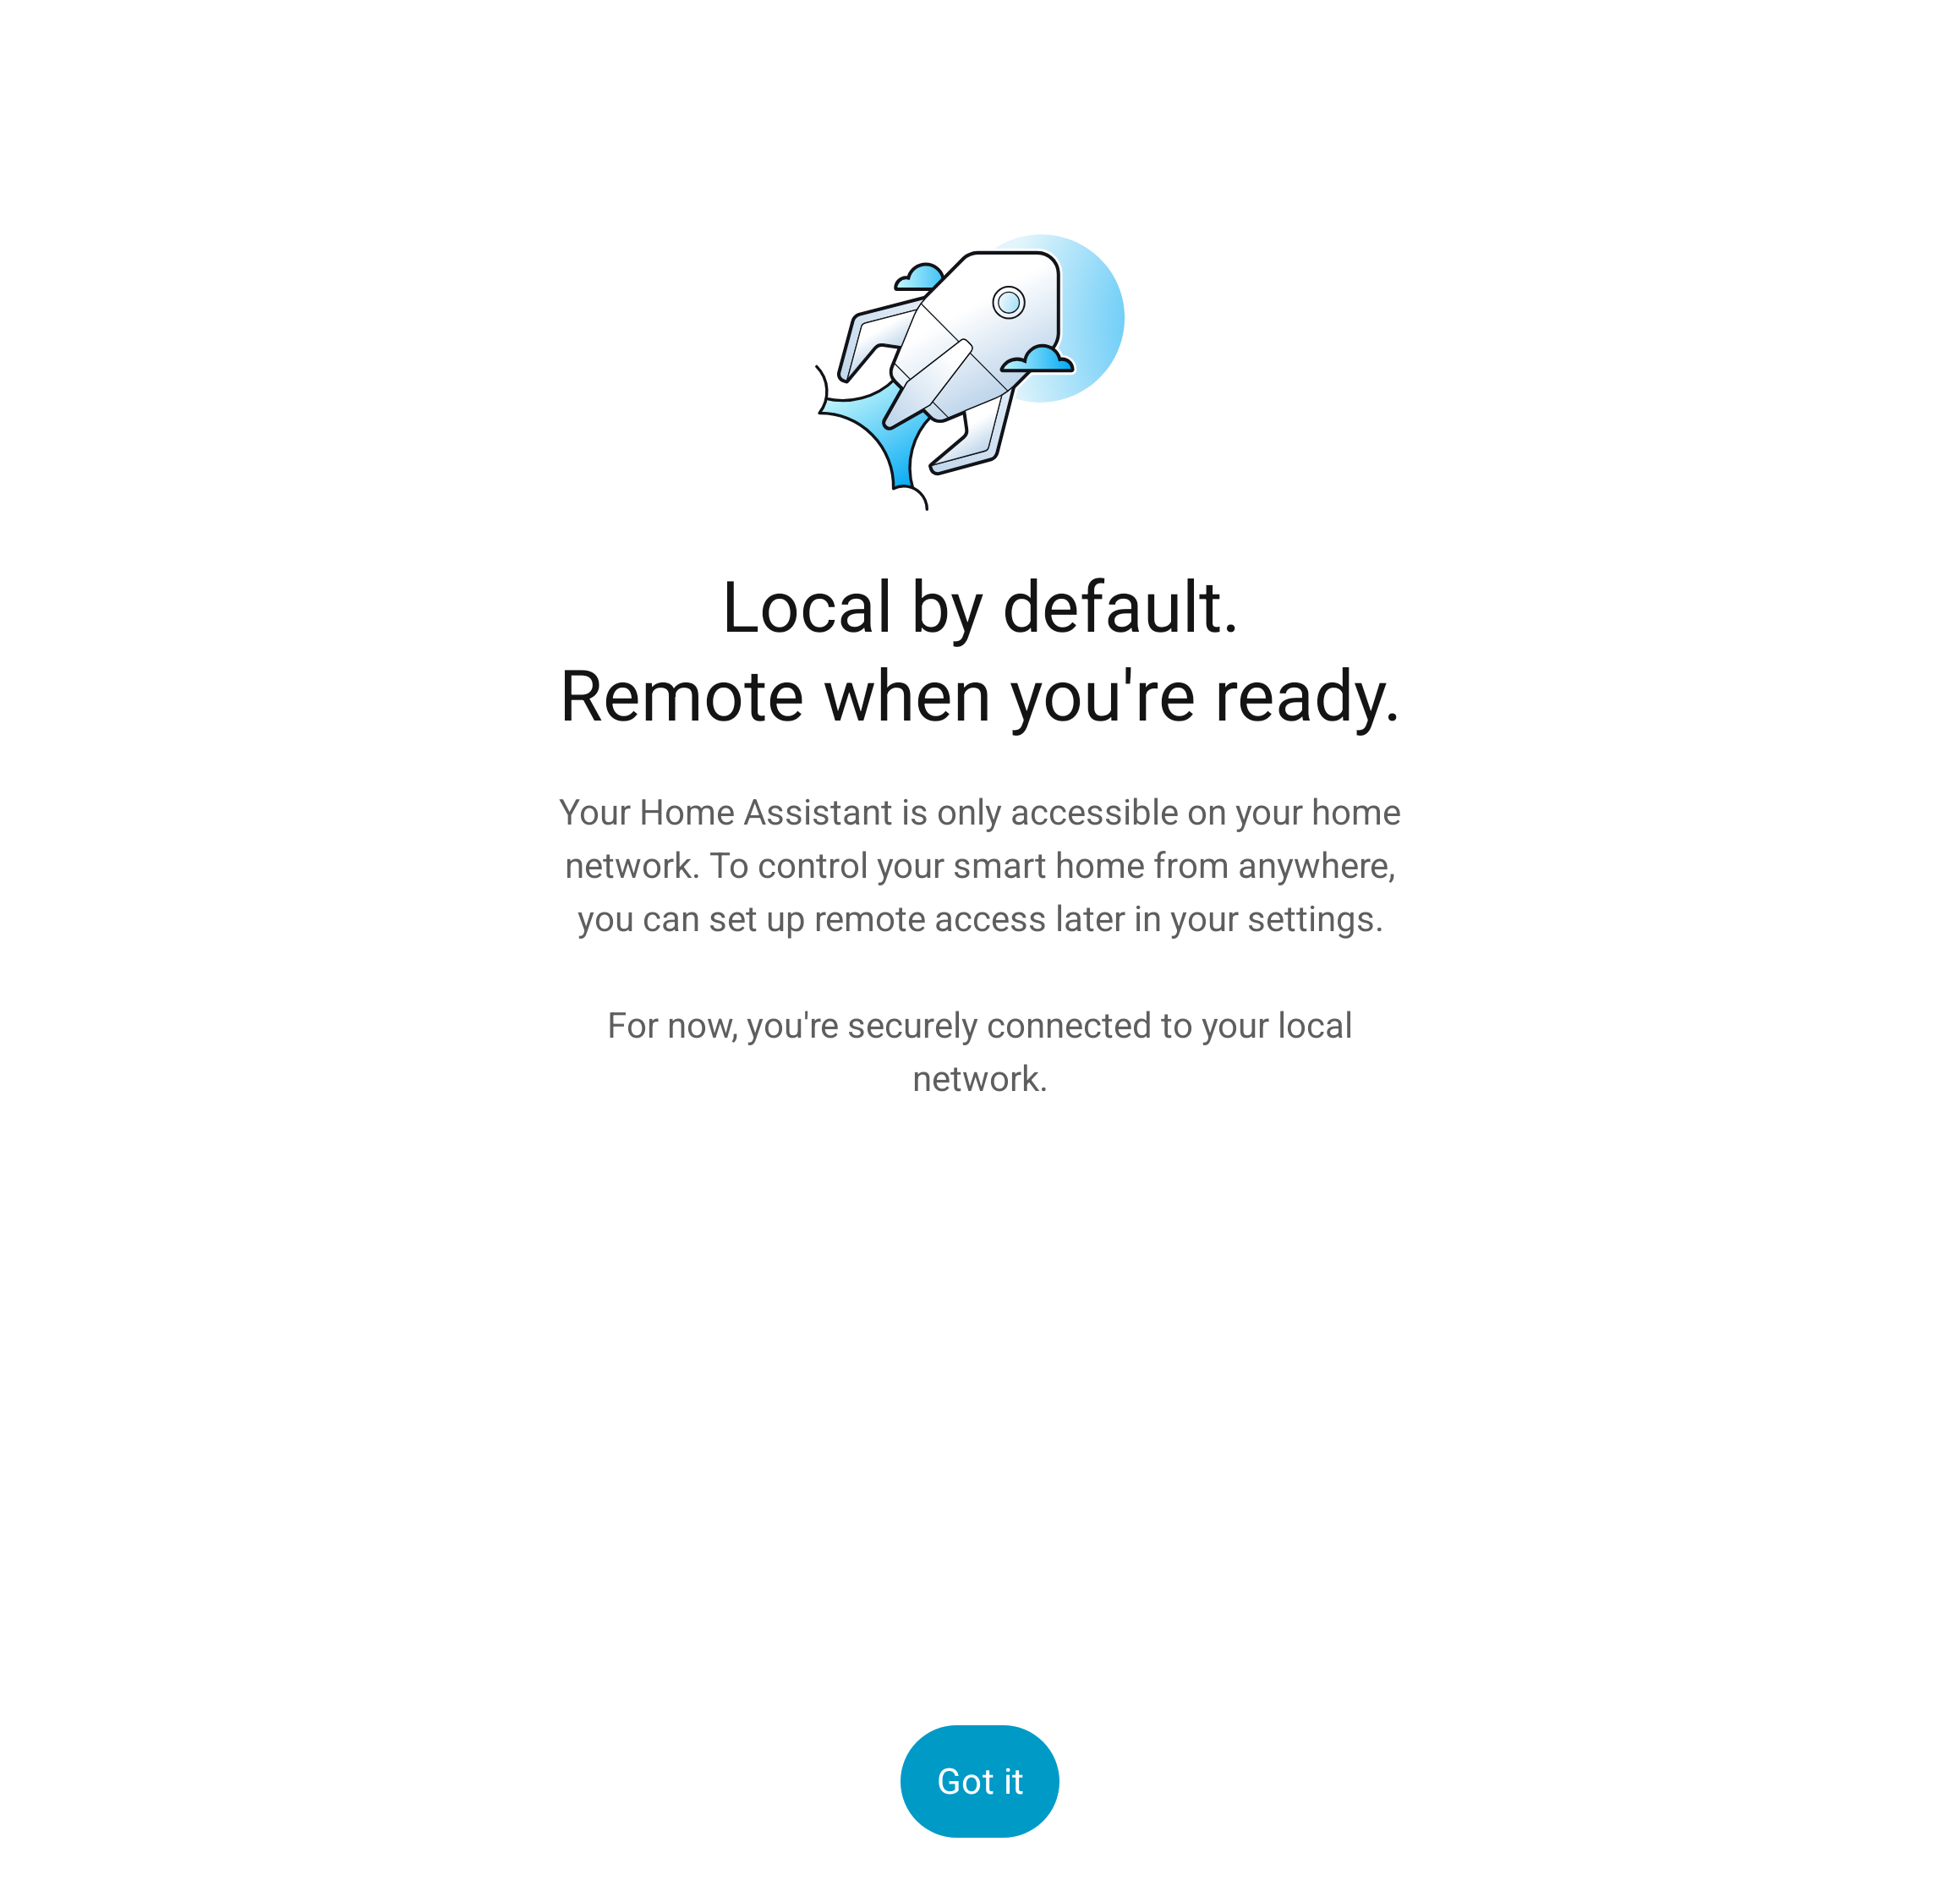 Local by default.
Remote when you're ready.
Your Home Assistant is only accessible on your home
network. To control your smart home from anywhere,
you can set up remote access later in your settings.
For now, you're securely connected to your local
network.
Got it